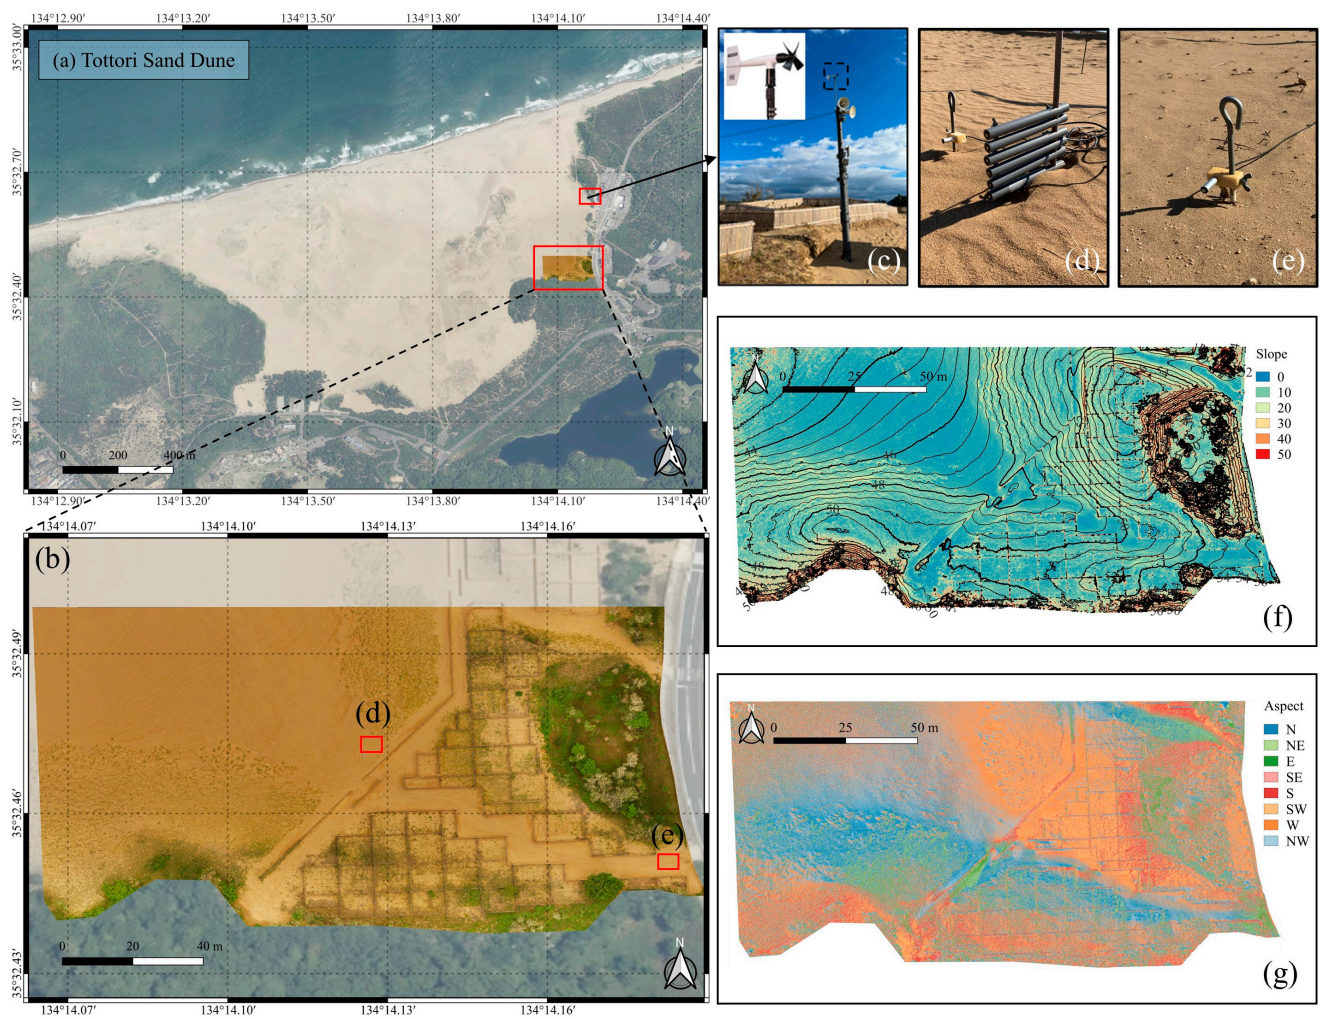 134°12.90′ 134°13.20′ 134°13.50′ 134°13.80′ 134°14.10′ 134°14.40′
35°33.00′
(a) Tottori Sand Dune
35°32.70′
35°32.40′
35°32.10′
0 200 400 m
N
134°12.90′ 134°13.20′ 134°13.50′ 134°13.80′ 134°14.10′ 134°14.40′
134°14.07′ 134°14.10′ 134°14.13′ 134°14.16′
(b)
35°32.49′
(d)
35°32.46′
(e)
0 20 40 m
N
35°32.43′
134°14.07′ 134°14.10′ 134°14.13′ 134°14.16′
(c)
(d)
(e)
N
0 25 50 m
Slope
0
10
20
30
40
50
46
48
50
48
(f)
N
0 25 50 m
Aspect
N
NE
E
SE
S
SW
W
NW
(g)